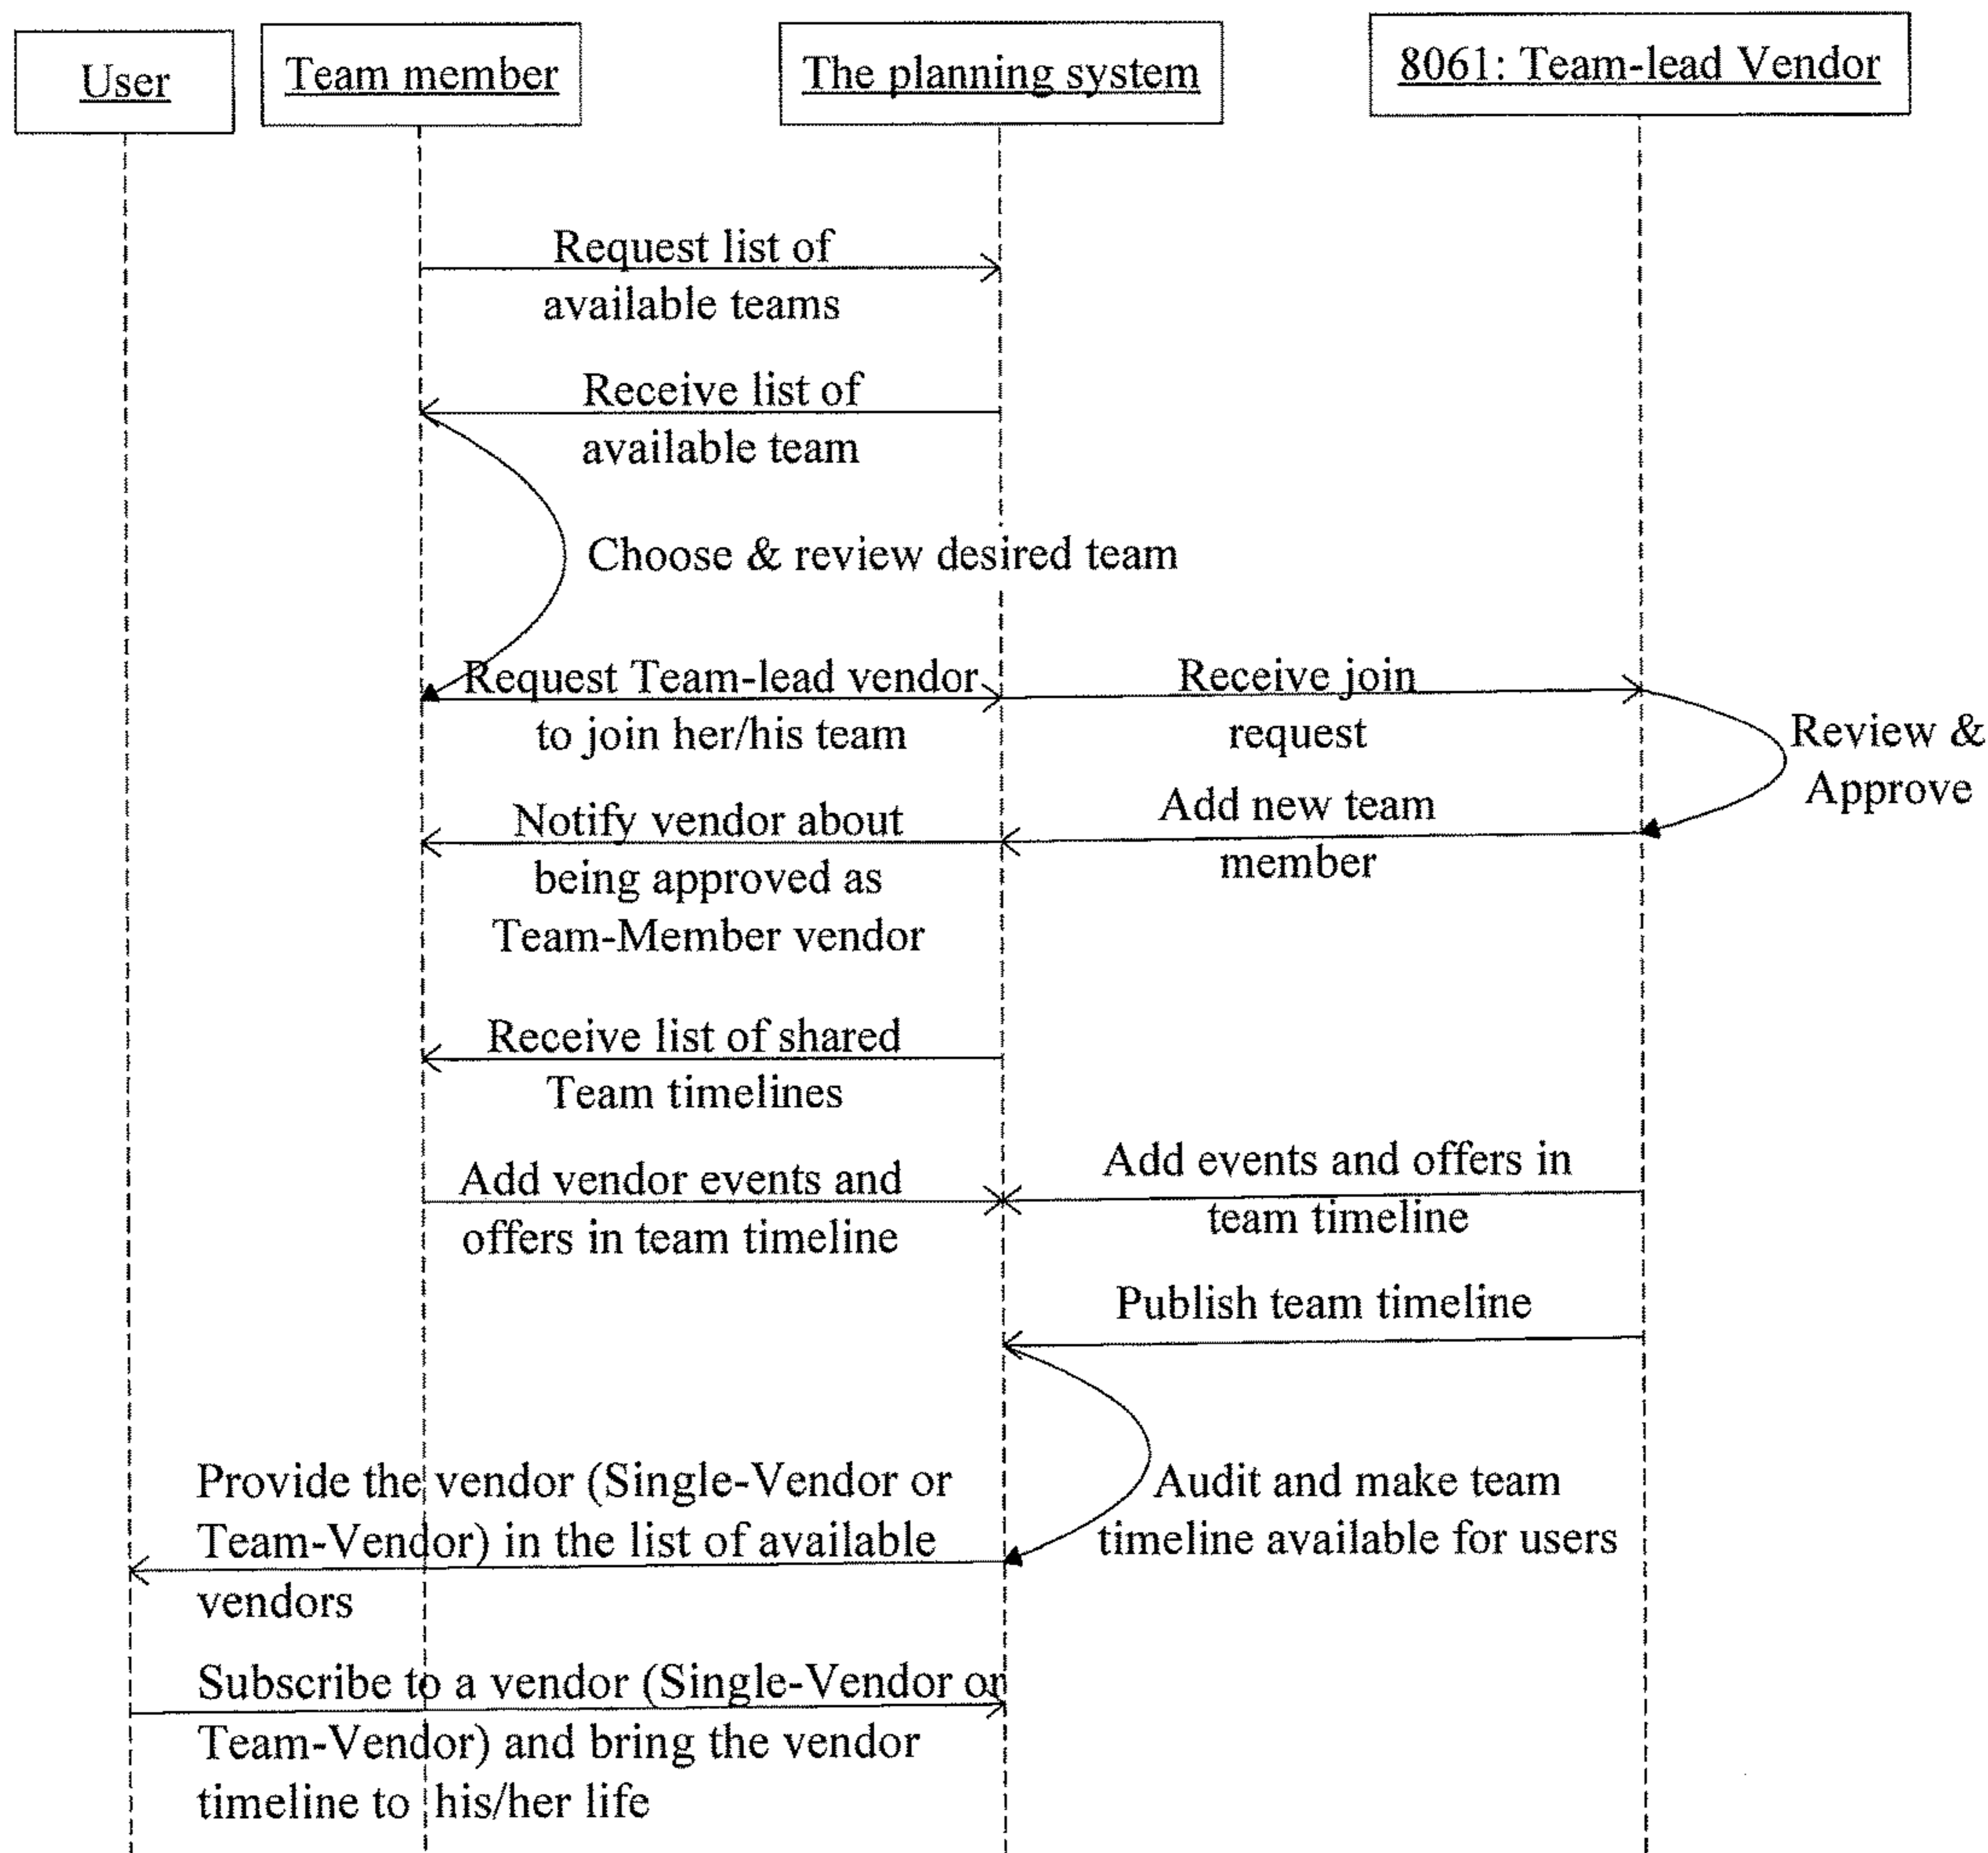 User
Team member
The planning system
8061: Team-lead Vendor
Request list of
available teams
Receive list of
available team
Choose & review desired team
Request Team-lead vendor
to join her/his team
Receive join
request
Review &
Approve
Notify vendor about
being approved as
Team-Member vendor
Add new team
member
Receive list of shared
Team timelines
Add vendor events and
offers in team timeline
Add events and offers in
team timeline
Publish team timeline
Audit and make team
timeline available for users
Provide the vendor (Single-Vendor or
Team-Vendor) in the list of available
vendors
Subscribe to a vendor (Single-Vendor or
Team-Vendor) and bring the vendor
timeline to his/her life